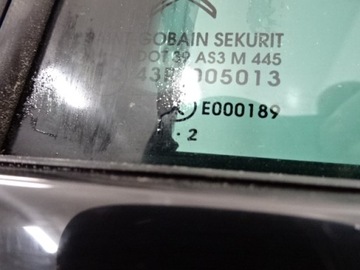 GOBAIN SEKURIT
DOT 39 AS3 M 445
43R 005013
E000189
. 2